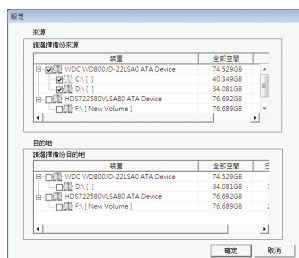 設定
來源
請選擇備份來源
裝置 全部空間
WDC WD800JD-22LSA0 ATA Device 74.529GB
C:\ [ ] 40.349GB
D:\ [ ] 34.081GB
HDS722580VLSA80 ATA Device 76.692GB
F:\ [ New Volume ] 76.689GB
目的地
請選擇備份目的地
裝置 全部空間
WDC WD800JD-22LSA0 ATA Device 74.529GB
D:\ [ ] 34.081GB
HDS722580VLSA80 ATA Device 76.692GB
F:\ [ New Volume ] 76.689GB
確定 取消